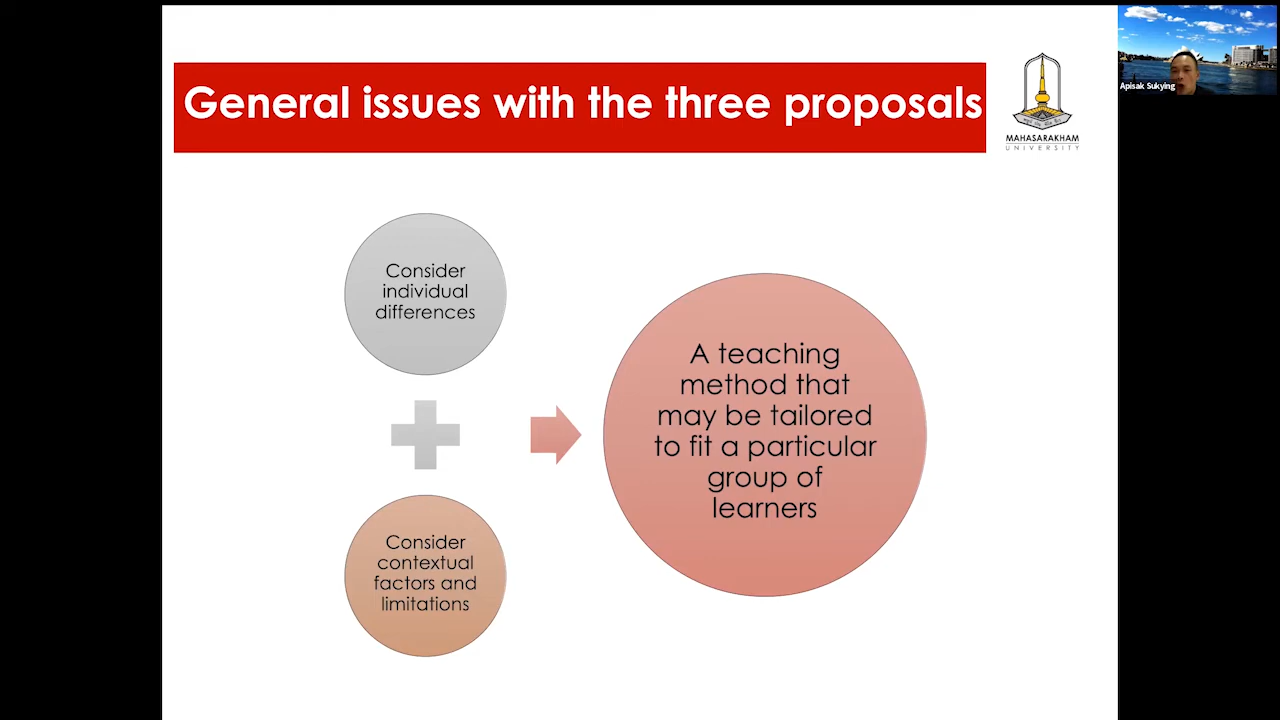 General issues with the three proposals
MAHASARAKHAM
UNIVERSITY
Apisak Sukying
Consider
individual
differences
Consider
contextual
factors and
limitations
A teaching
method that
may be tailored
to fit a particular
group of
learners